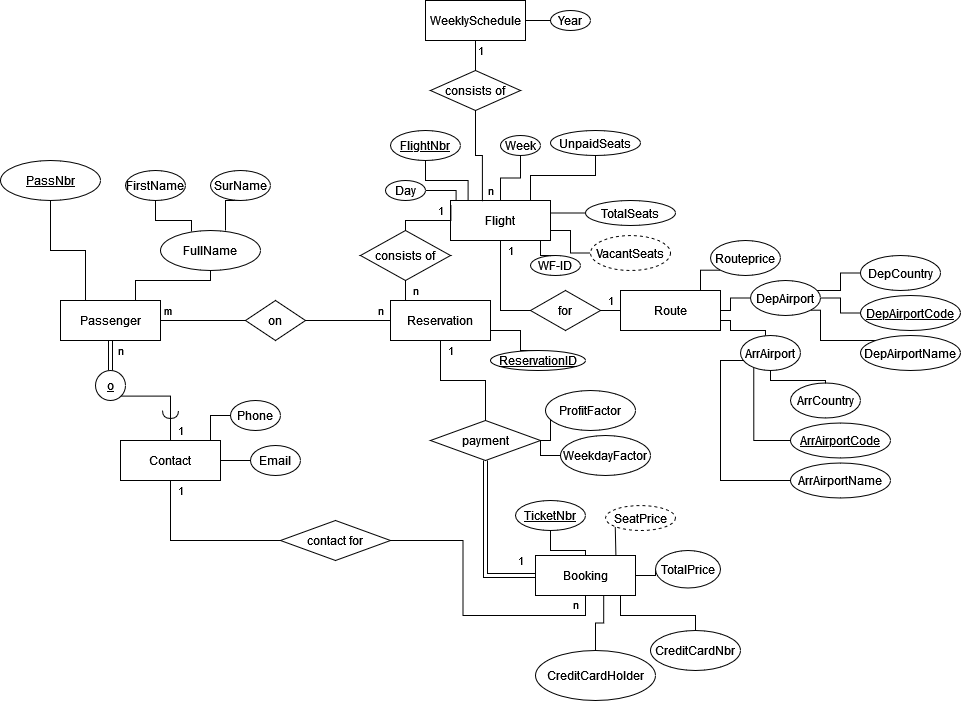 WeeklySchedule
Year
1
consists of
FlightNbr
Week
UnpaidSeats
PassNbr
FirstName
SurName
Day
n
1
Flight
TotalSeats
FullName
consists of
1
VacantSeats
WF-ID
Routeprice
DepCountry
n
1
DepAirport
m
n
Passenger
on
Reservation
for
Route
DepAirportCode
n
1
ArrAirport
DepAirportName
ReservationID
o
ArrCountry
Phone
ProfitFactor
1
payment
ArrAirportCode
Contact
Email
WeekdayFactor
ArrAirportName
1
TicketNbr
SeatPrice
contact for
1
Booking
TotalPrice
n
CreditCardNbr
CreditCardHolder